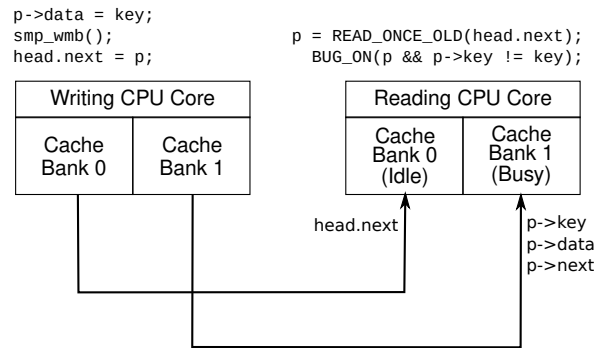 p->data = key;
smp_wmb();
head.next = p;
p = READ_ONCE_OLD(head.next);
BUG_ON(p && p->key != key);
Writing CPU Core
Cache
Bank 0
Cache
Bank 1
Reading CPU Core
Cache
Bank 0
(Idle)
Cache
Bank 1
(Busy)
head.next
p->key
p->data
p->next